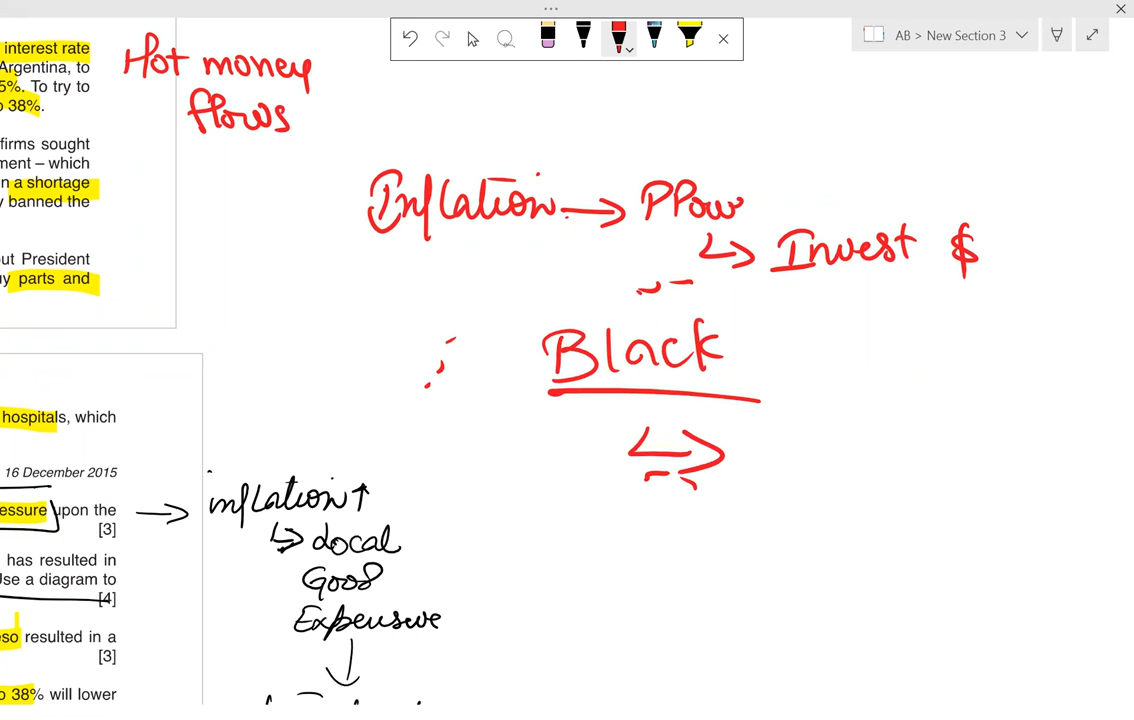 AB > New Section 3
interest rate
Argentina, to
5%. To try to
o 38%.
firms sought
ment – which
n a shortage
y banned the
out President
y parts and
Hot money
flows
Inflation → PPow
↳ Invest $
Black
hospitals, which
16 December 2015
essure upon the
[3]
has resulted in
Use a diagram to
[4]
eso resulted in a
[3]
o 38% will lower
inflation ↑
↳ Local
Good
Expensive